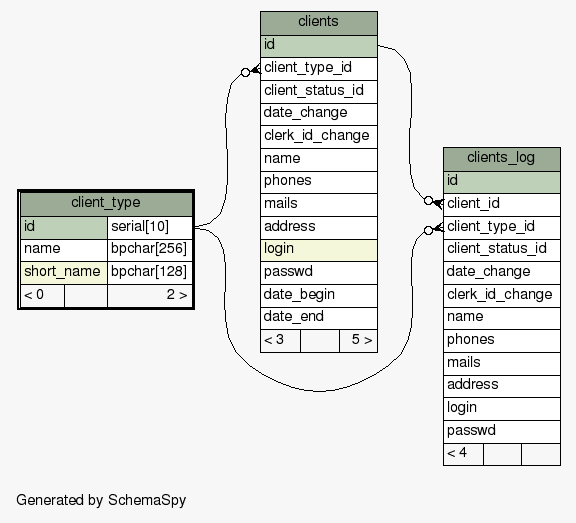 clients
id
client_type_id
client_status_id
date_change
clerk_id_change
name
phones
mails
address
login
passwd
date_begin
date_end
< 3 5 >
client_type
id serial[10]
name bpchar[256]
short_name bpchar[128]
< 0 2 >
clients_log
id
client_id
client_type_id
client_status_id
date_change
clerk_id_change
name
phones
mails
address
login
passwd
< 4
Generated by SchemaSpy